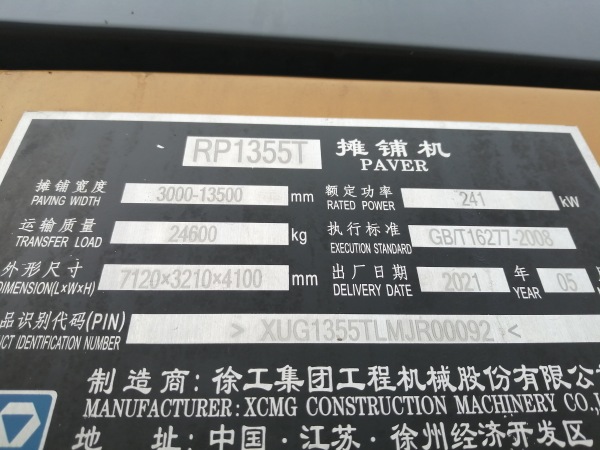 RP1355T 摊铺机
PAVER
摊铺宽度 3000-13500 mm 额定功率 241 kW
PAVING WIDTH RATED POWER
运输质量 24600 kg 执行标准 GB/T16277-2008
TRANSFER LOAD EXECUTION STANDARD
外形尺寸 7120×3210×4100 mm 出厂日期 2021 年 05
DIMENSION(L×W×H) DELIVERY DATE YEAR
品识别代码(PIN) > XUG1355TLMJR00092 <
UCT IDENTIFICATION NUMBER
制造商:徐工集团工程机械股份有限公
MANUFACTURER:XCMG CONSTRUCTION MACHINERY CO.,
地 址:中国·江苏·徐州经济开发区